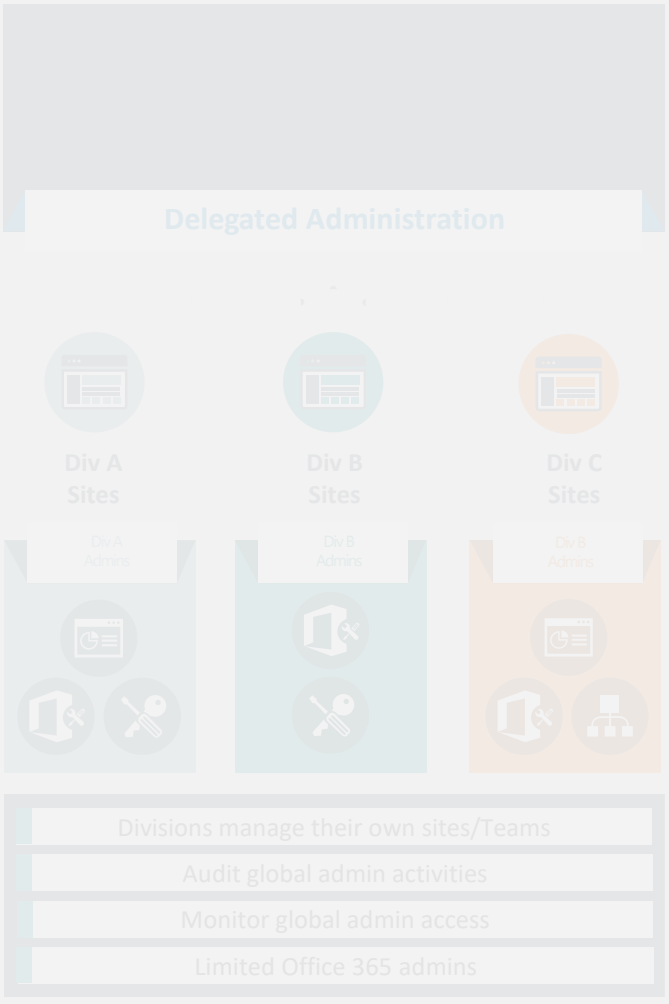 Delegated Administration
Div A
Sites
Div B
Sites
Div C
Sites
Div A
Admins
Div B
Admins
Div B
Admins
Divisions manage their own sites/Teams
Audit global admin activities
Monitor global admin access
Limited Office 365 admins